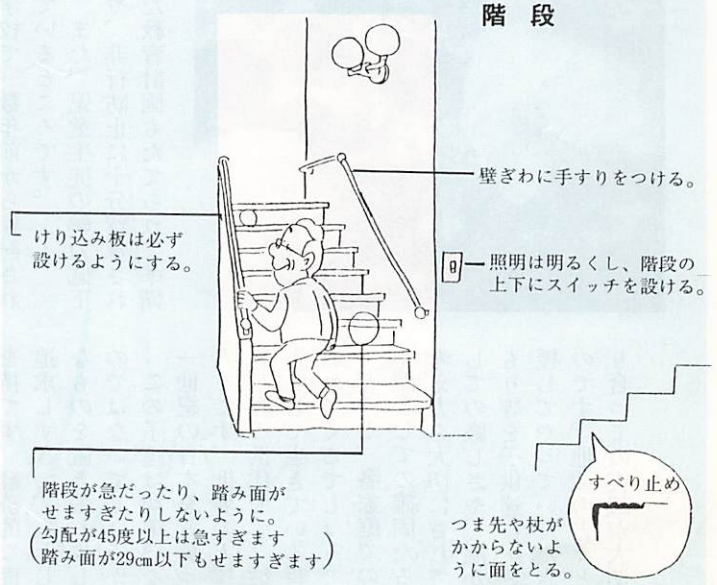 階段
壁ぎわに手すりをつける。
けり込み板は必ず
設けるようにする。
照明は明るくし、階段の
上下にスイッチを設ける。
階段が急だったり、踏み面が
せますぎたりしないように。
(勾配が45度以上は急すぎます
踏み面が29cm以下もせますぎます)
すべり止め
つま先や杖が
かからないよ
うに面をとる。